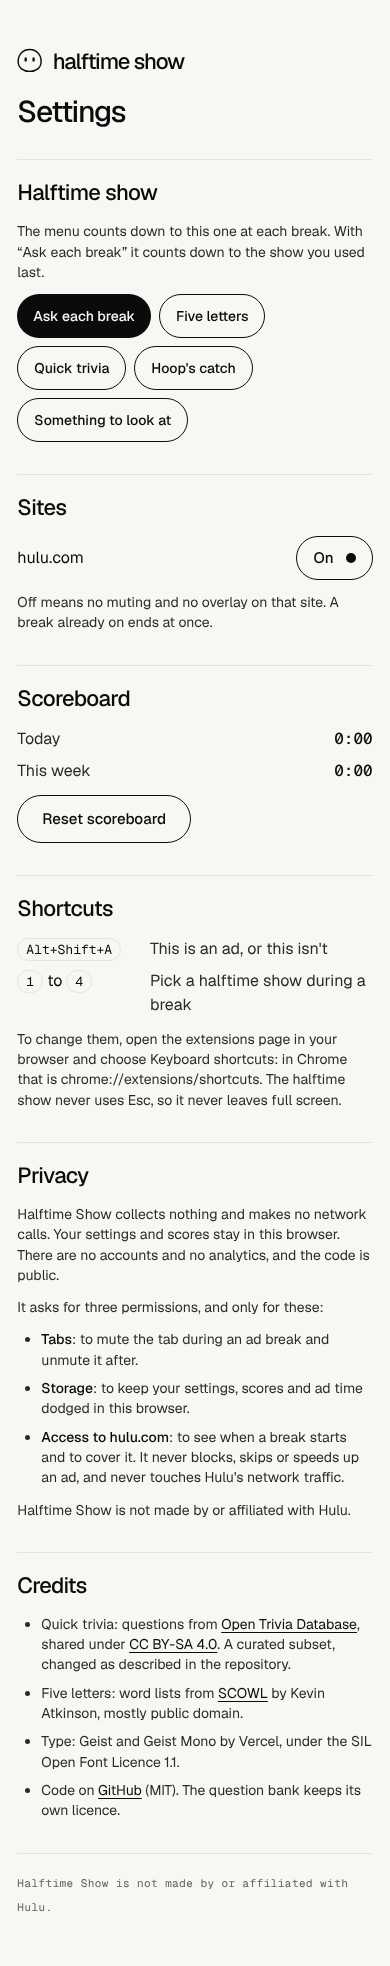 halftime show
Settings
Halftime show
The menu counts down to this one at each break. With
“Ask each break” it counts down to the show you used
last.
Ask each break
Five letters
Quick trivia
Hoop's catch
Something to look at
Sites
hulu.com
On
Off means no muting and no overlay on that site. A
break already on ends at once.
Scoreboard
Today 0:00
This week 0:00
Reset scoreboard
Shortcuts
Alt+Shift+A This is an ad, or this isn't
1 to 4 Pick a halftime show during a
break
To change them, open the extensions page in your
browser and choose Keyboard shortcuts: in Chrome
that is chrome://extensions/shortcuts. The halftime
show never uses Esc, so it never leaves full screen.
Privacy
Halftime Show collects nothing and makes no network
calls. Your settings and scores stay in this browser.
There are no accounts and no analytics, and the code is
public.
It asks for three permissions, and only for these:
• Tabs: to mute the tab during an ad break and
unmute it after.
• Storage: to keep your settings, scores and ad time
dodged in this browser.
• Access to hulu.com: to see when a break starts
and to cover it. It never blocks, skips or speeds up
an ad, and never touches Hulu's network traffic.
Halftime Show is not made by or affiliated with Hulu.
Credits
• Quick trivia: questions from Open Trivia Database,
shared under CC BY-SA 4.0. A curated subset,
changed as described in the repository.
• Five letters: word lists from SCOWL by Kevin
Atkinson, mostly public domain.
• Type: Geist and Geist Mono by Vercel, under the SIL
Open Font Licence 1.1.
• Code on GitHub (MIT). The question bank keeps its
own licence.
Halftime Show is not made by or affiliated with
Hulu.